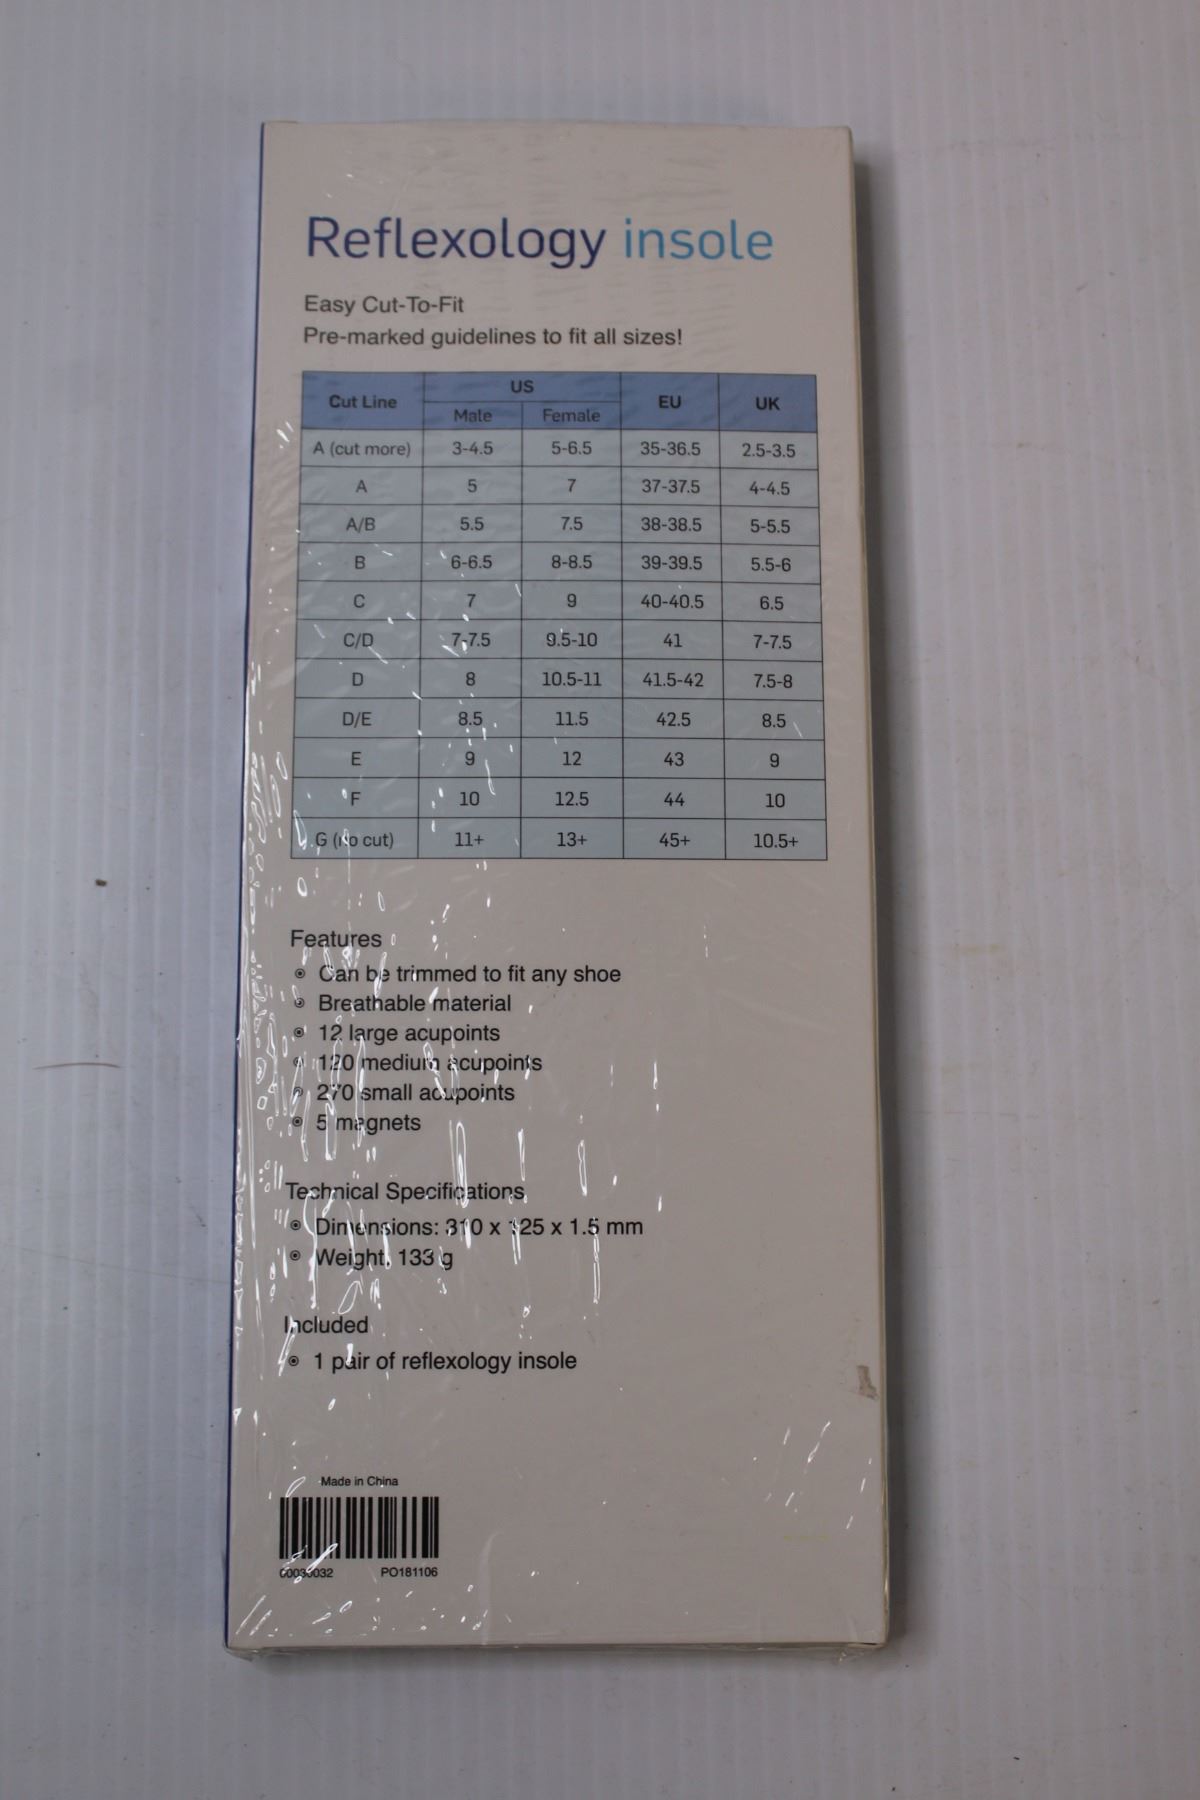 Reflexology insole
Easy Cut-To-Fit
Pre-marked guidelines to fit all sizes!
Cut Line US EU UK
Male Female
A (cut more) 3-4.5 5-6.5 35-36.5 2.5-3.5
A 5 7 37-37.5 4-4.5
A/B 5.5 7.5 38-38.5 5-5.5
B 6-6.5 8-8.5 39-39.5 5.5-6
C 7 9 40-40.5 6.5
C/D 7-7.5 9.5-10 41 7-7.5
D 8 10.5-11 41.5-42 7.5-8
D/E 8.5 11.5 42.5 8.5
E 9 12 43 9
F 10 12.5 44 10
G (no cut) 11+ 13+ 45+ 10.5+
Features
Can be trimmed to fit any shoe
Breathable material
12 large acupoints
120 medium acupoints
270 small acupoints
5 magnets
Technical Specifications
Dimensions: 310 x 125 x 1.5 mm
Weight: 133 g
Included
1 pair of reflexology insole
Made in China
PO181106